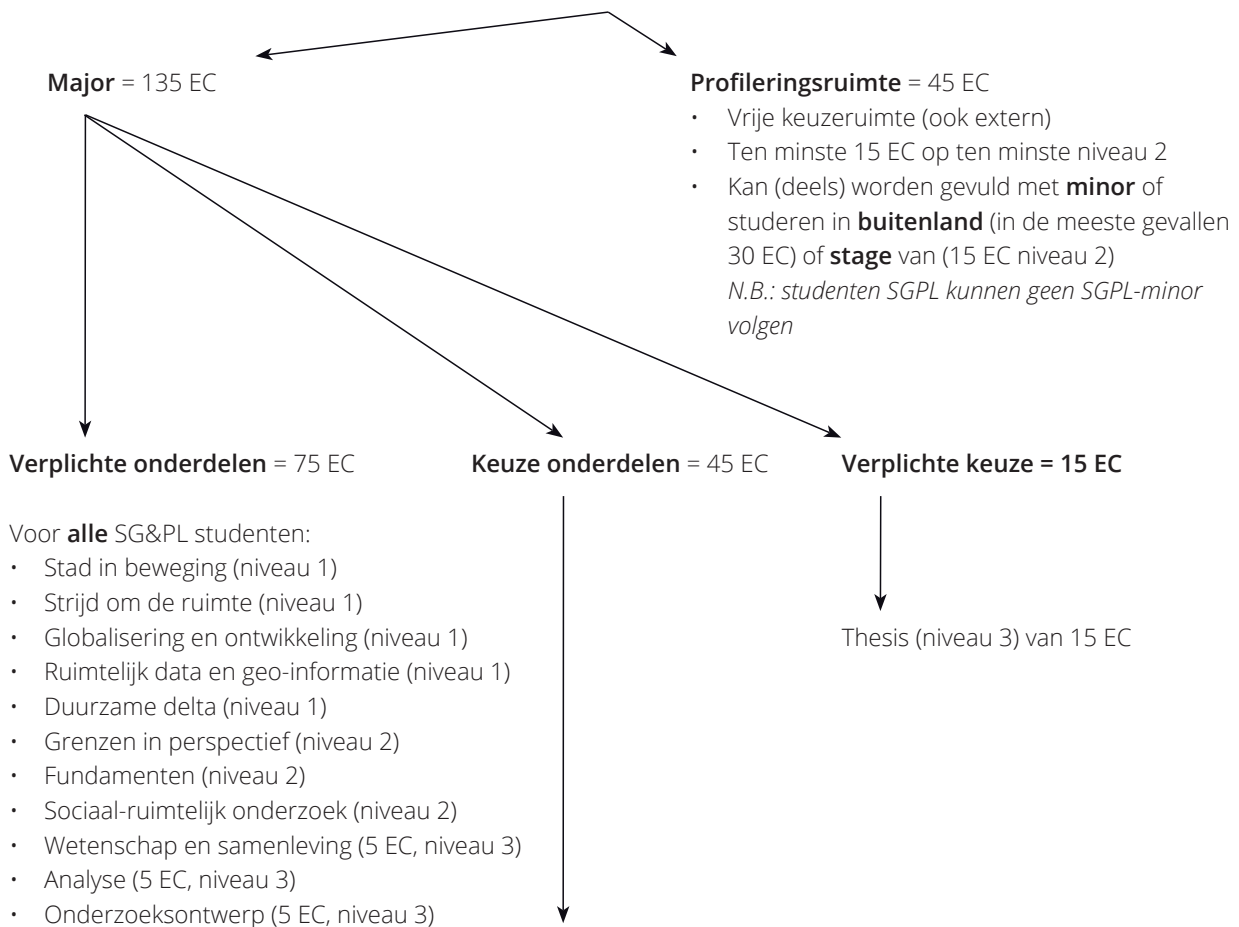 Major = 135 EC
Profileringsruimte = 45 EC
• Vrije keuzeruimte (ook extern)
• Ten minste 15 EC op ten minste niveau 2
• Kan (deels) worden gevuld met minor of
studeren in buitenland (in de meeste gevallen
30 EC) of stage van (15 EC niveau 2)
N.B.: studenten SGPL kunnen geen SGPL-minor
volgen
Verplichte onderdelen = 75 EC
Keuze onderdelen = 45 EC
Verplichte keuze = 15 EC
Voor alle SG&PL studenten:
• Stad in beweging (niveau 1)
• Strijd om de ruimte (niveau 1)
• Globalisering en ontwikkeling (niveau 1)
• Ruimtelijk data en geo-informatie (niveau 1)
• Duurzame delta (niveau 1)
• Grenzen in perspectief (niveau 2)
• Fundamenten (niveau 2)
• Sociaal-ruimtelijk onderzoek (niveau 2)
• Wetenschap en samenleving (5 EC, niveau 3)
• Analyse (5 EC, niveau 3)
• Onderzoeksontwerp (5 EC, niveau 3)
Thesis (niveau 3) van 15 EC